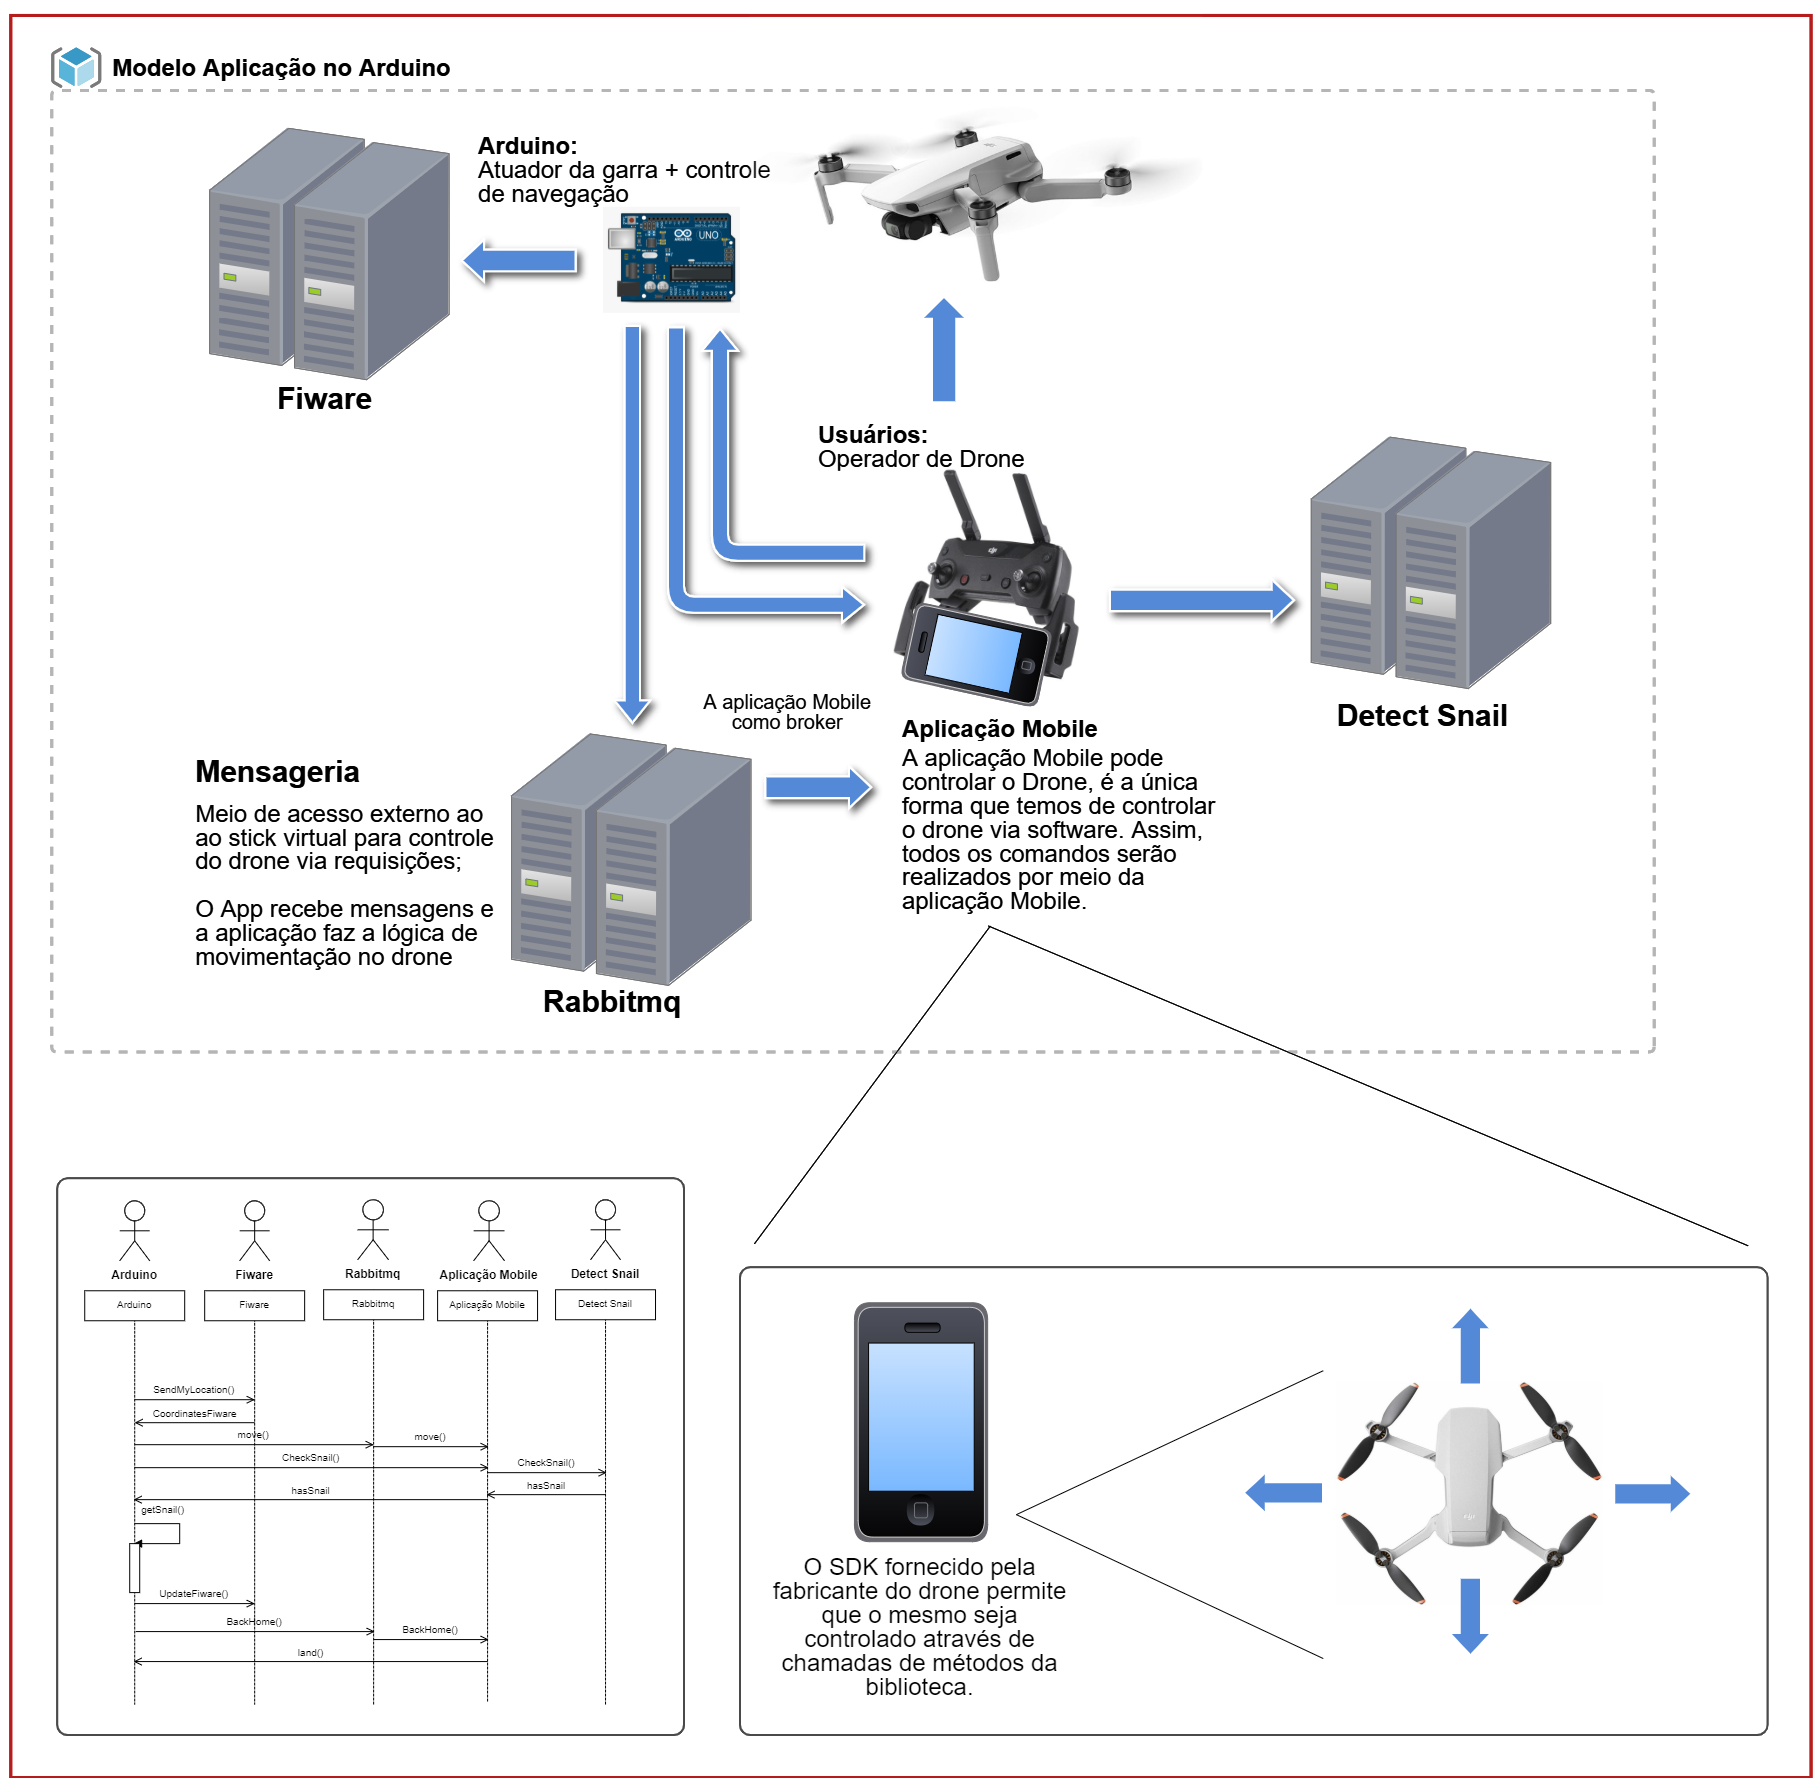 Modelo Aplicação no Arduino
Arduino:
Atuador da garra + controle
de navegação
UNO
ARDUINO
Fiware
Usuários:
Operador de Drone
Detect Snail
A aplicação Mobile
como broker
Aplicação Mobile
A aplicação Mobile pode
controlar o Drone, é a única
forma que temos de controlar
o drone via software. Assim,
todos os comandos serão
realizados por meio da
aplicação Mobile.
Mensageria
Meio de acesso externo ao
ao stick virtual para controle
do drone via requisições;
O App recebe mensagens e
a aplicação faz a lógica de
movimentação no drone
Rabbitmq
Arduino
Fiware
Rabbitmq
Aplicação Mobile
Detect Snail
Arduino
Fiware
Rabbitmq
Aplicação Mobile
Detect Snail
SendMyLocation()
CoordinatesFiware
move()
move()
CheckSnail()
CheckSnail()
hasSnail
hasSnail
getSnail()
UpdateFiware()
BackHome()
BackHome()
land()
O SDK fornecido pela
fabricante do drone permite
que o mesmo seja
controlado através de
chamadas de métodos da
biblioteca.